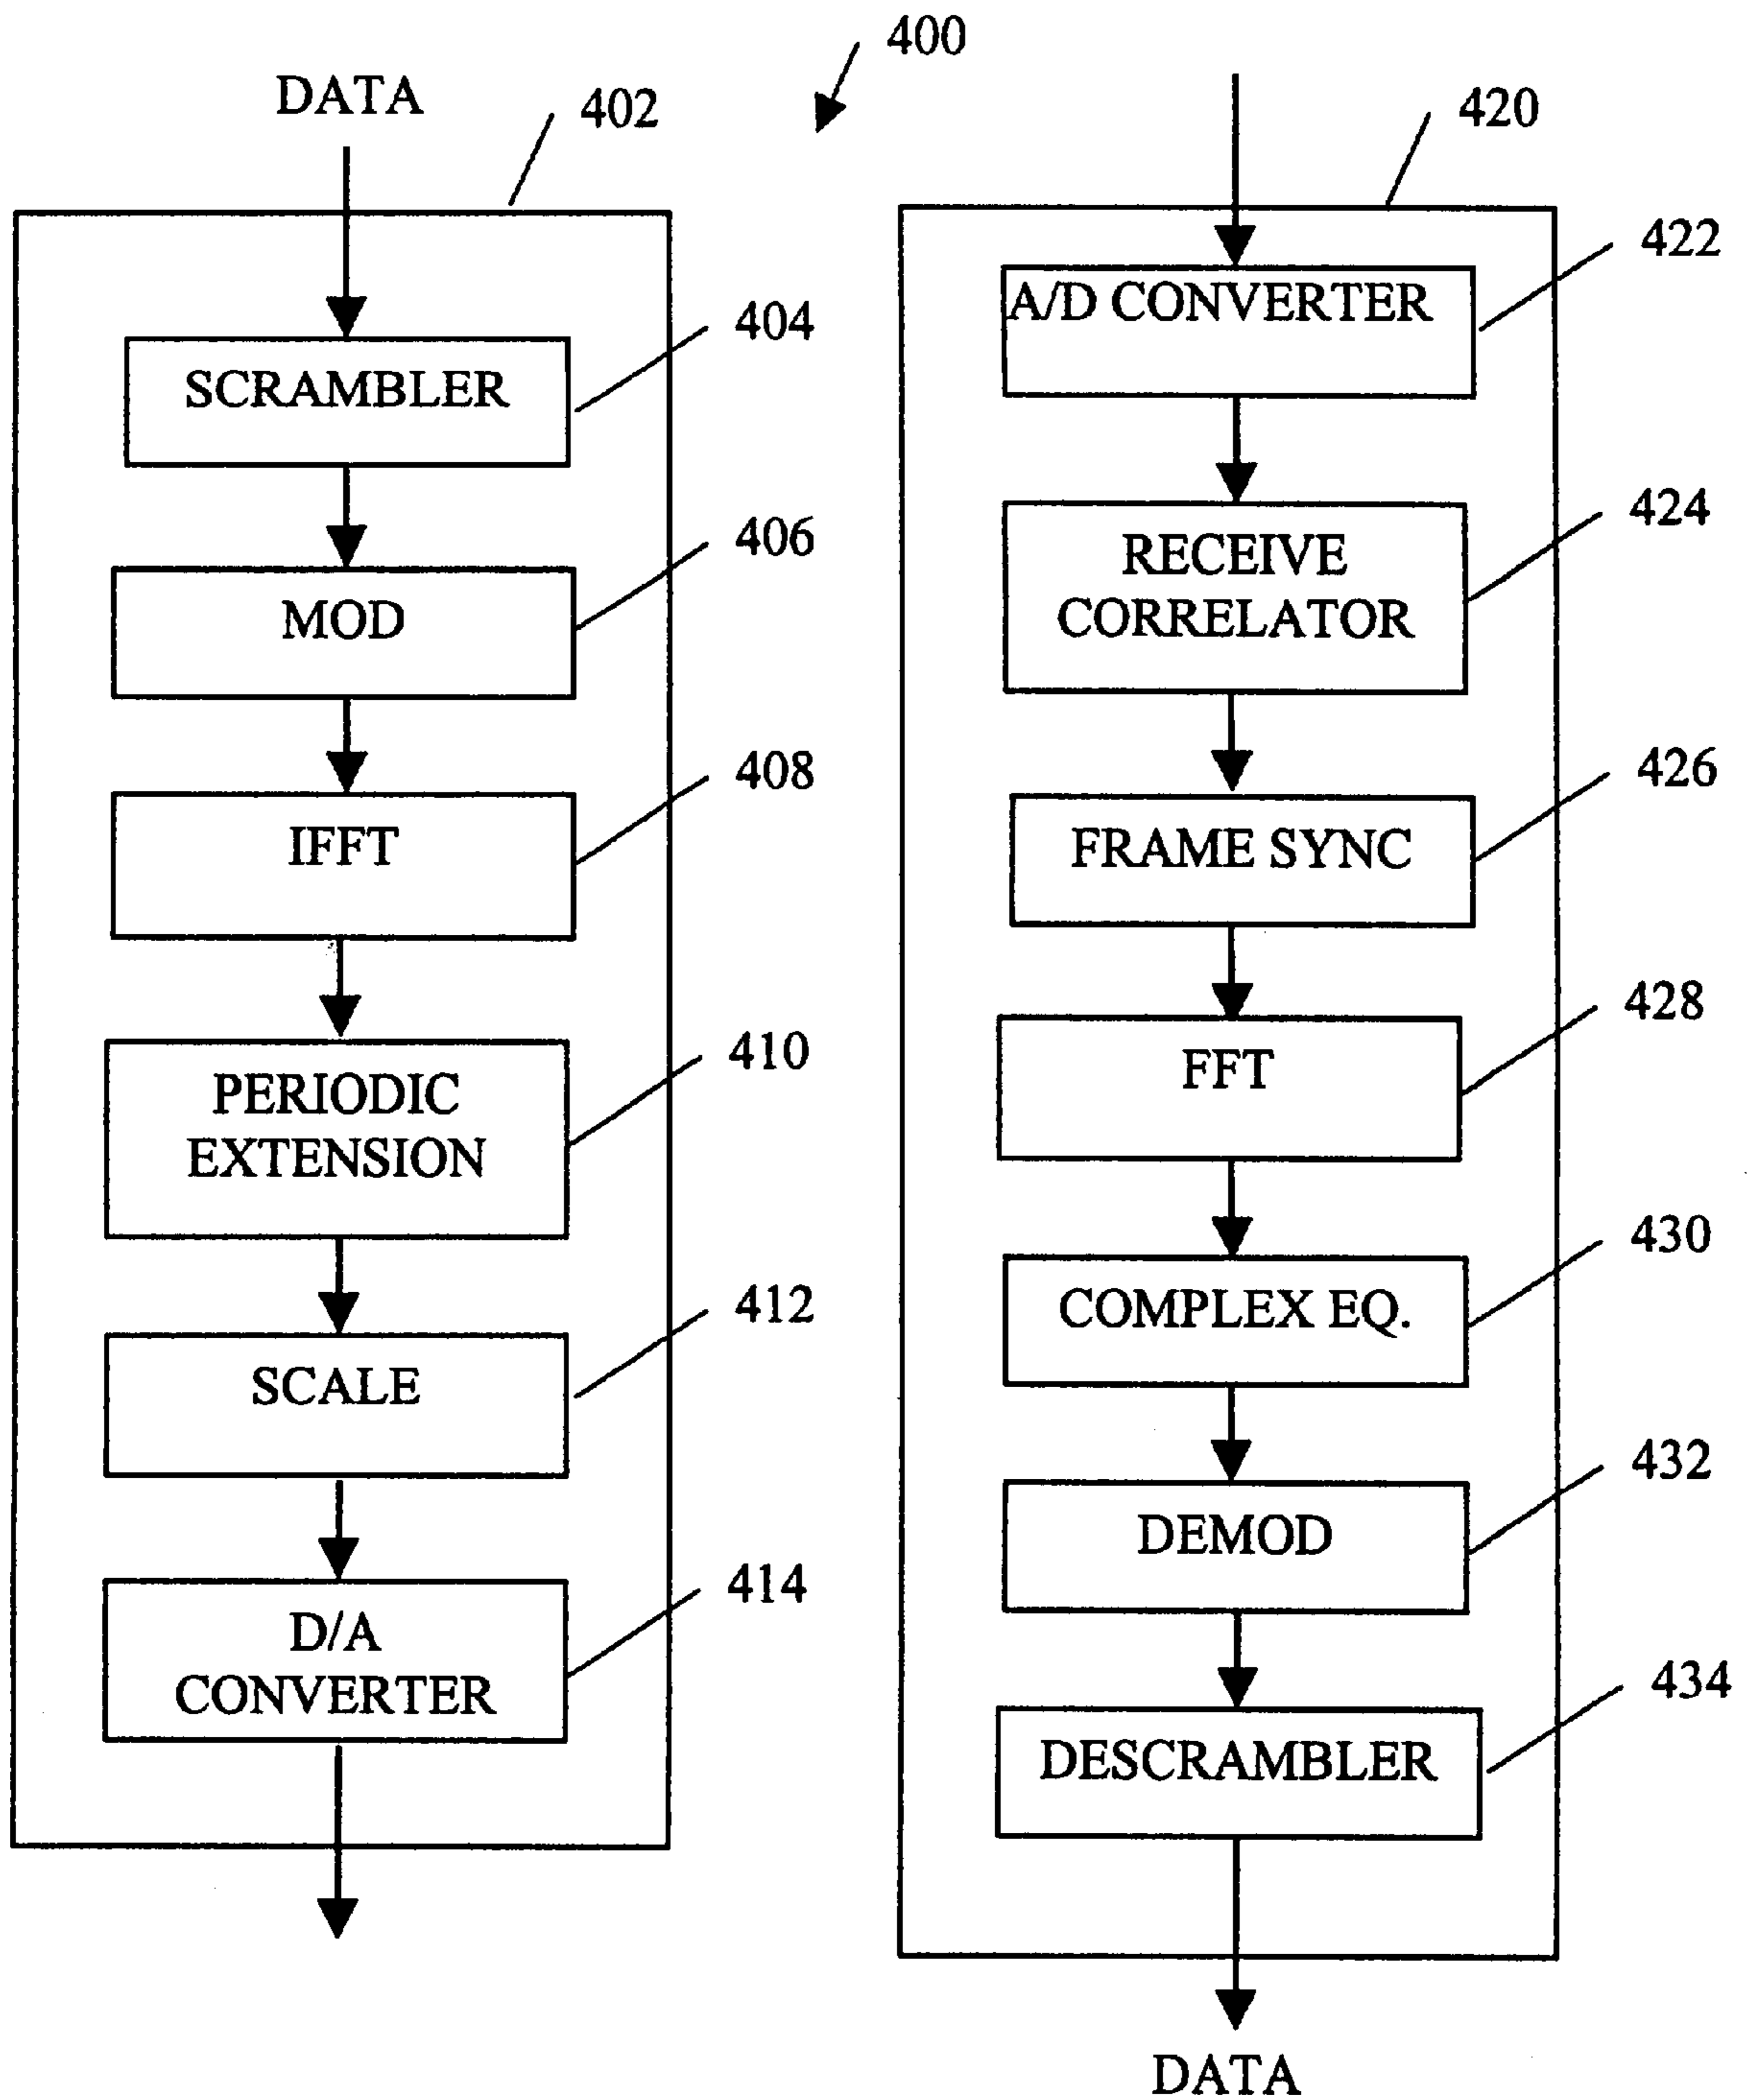 400
DATA
402
SCRAMBLER
404
MOD
406
IFFT
408
PERIODIC
EXTENSION
410
SCALE
412
D/A
CONVERTER
414
420
A/D CONVERTER
422
RECEIVE
CORRELATOR
424
FRAME SYNC
426
FFT
428
COMPLEX EQ.
430
DEMOD
432
DESCRAMBLER
434
DATA